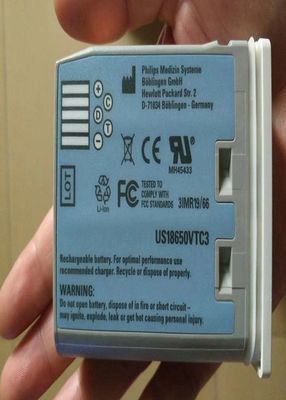 Philips Medizin Systeme
Böblingen GmbH
Hewlett Packard Str. 2
D-71034 Böblingen - Germany
+ D C T -
CE
MH45433
LOT
Li-ion
FC
TESTED TO
COMPLY WITH
FCC STANDARDS
3IMR19/66
US18650VTC3
Rechargeable battery. For optimal performance use
recommended charger. Recycle or dispose of properly.
WARNING:
Do not open battery, dispose of in fire or short circuit –
may ignite, explode, leak or get hot causing personal injury.